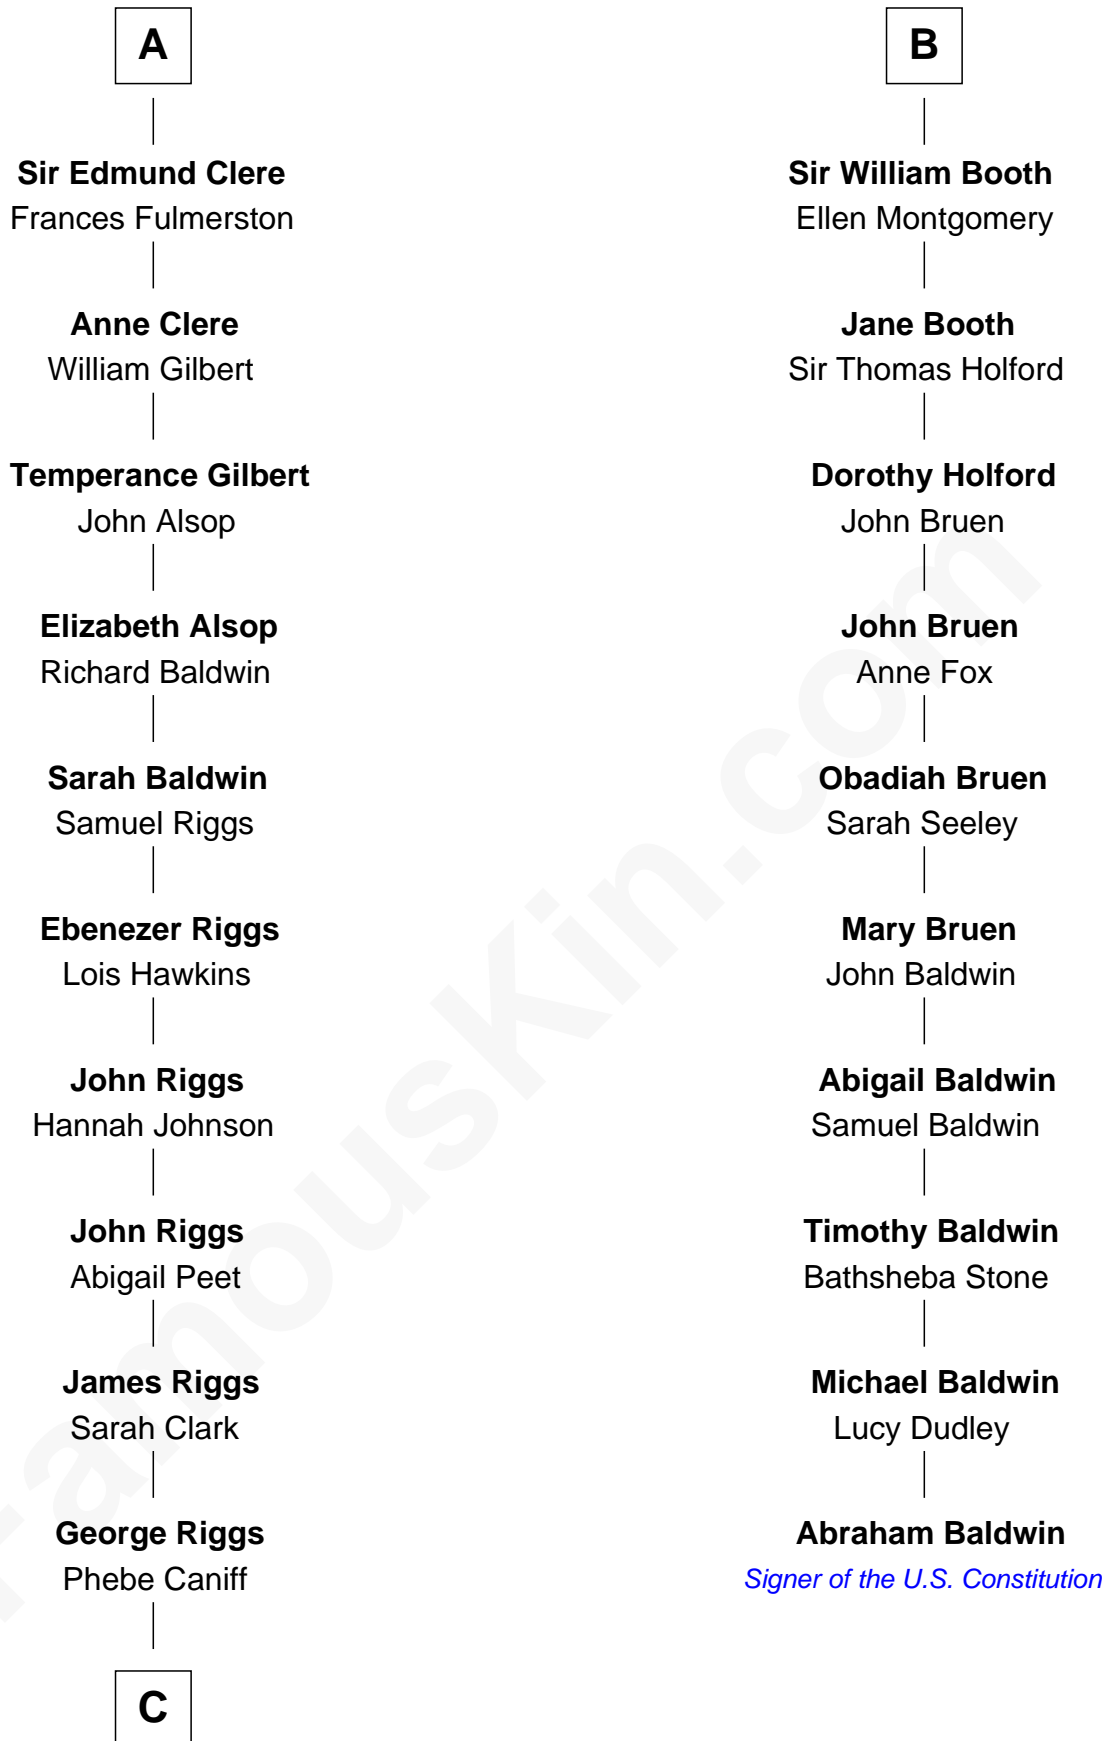 A
Sir Edmund Clere
Frances Fulmerston
Anne Clere
William Gilbert
Temperance Gilbert
John Alsop
Elizabeth Alsop
Richard Baldwin
Sarah Baldwin
Samuel Riggs
Ebenezer Riggs
Lois Hawkins
John Riggs
Hannah Johnson
John Riggs
Abigail Peet
James Riggs
Sarah Clark
George Riggs
Phebe Caniff
C
B
Sir William Booth
Ellen Montgomery
Jane Booth
Sir Thomas Holford
Dorothy Holford
John Bruen
John Bruen
Anne Fox
Obadiah Bruen
Sarah Seeley
Mary Bruen
John Baldwin
Abigail Baldwin
Samuel Baldwin
Timothy Baldwin
Bathsheba Stone
Michael Baldwin
Lucy Dudley
Abraham Baldwin
Signer of the U.S. Constitution
FamousKin.com